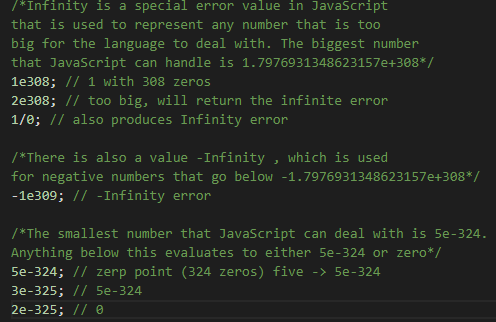 /*Infinity is a special error value in JavaScript
that is used to represent any number that is too
big for the language to deal with. The biggest number
that JavaScript can handle is 1.7976931348623157e+308*/
1e308; // 1 with 308 zeros
2e308; // too big, will return the infinite error
1/0; // also produces Infinity error

/*There is also a value -Infinity , which is used
for negative numbers that go below -1.7976931348623157e+308*/
-1e309; // -Infinity error

/*The smallest number that JavaScript can deal with is 5e-324.
Anything below this evaluates to either 5e-324 or zero*/
5e-324; // zerp point (324 zeros) five -> 5e-324
3e-325; // 5e-324
2e-325; // 0